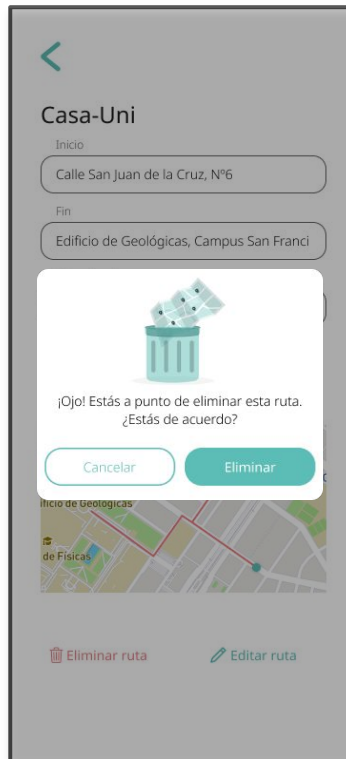 Casa-Uni
Inicio
Calle San Juan de la Cruz, Nº6
Fin
Edificio de Geológicas, Campus San Franci
¡Ojo! Estás a punto de eliminar esta ruta.
¿Estás de acuerdo?
Cancelar
Eliminar
ificio de Geológicas
de Físicas
Eliminar ruta
Editar ruta